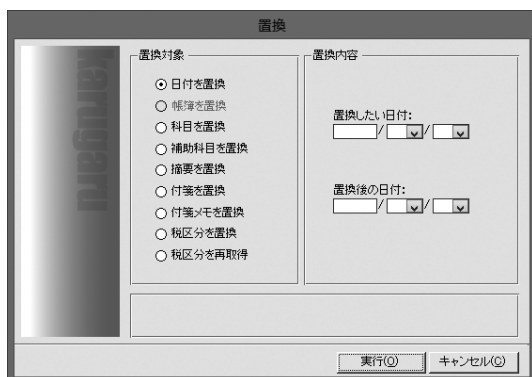 置換
karugaru
置換対象
日付を置換
帳簿を置換
科目を置換
補助科目を置換
摘要を置換
付箋を置換
付箋メモを置換
税区分を置換
税区分を再取得
置換内容
置換したい日付:
/ /
置換後の日付:
/ /
実行(O)
キャンセル(C)